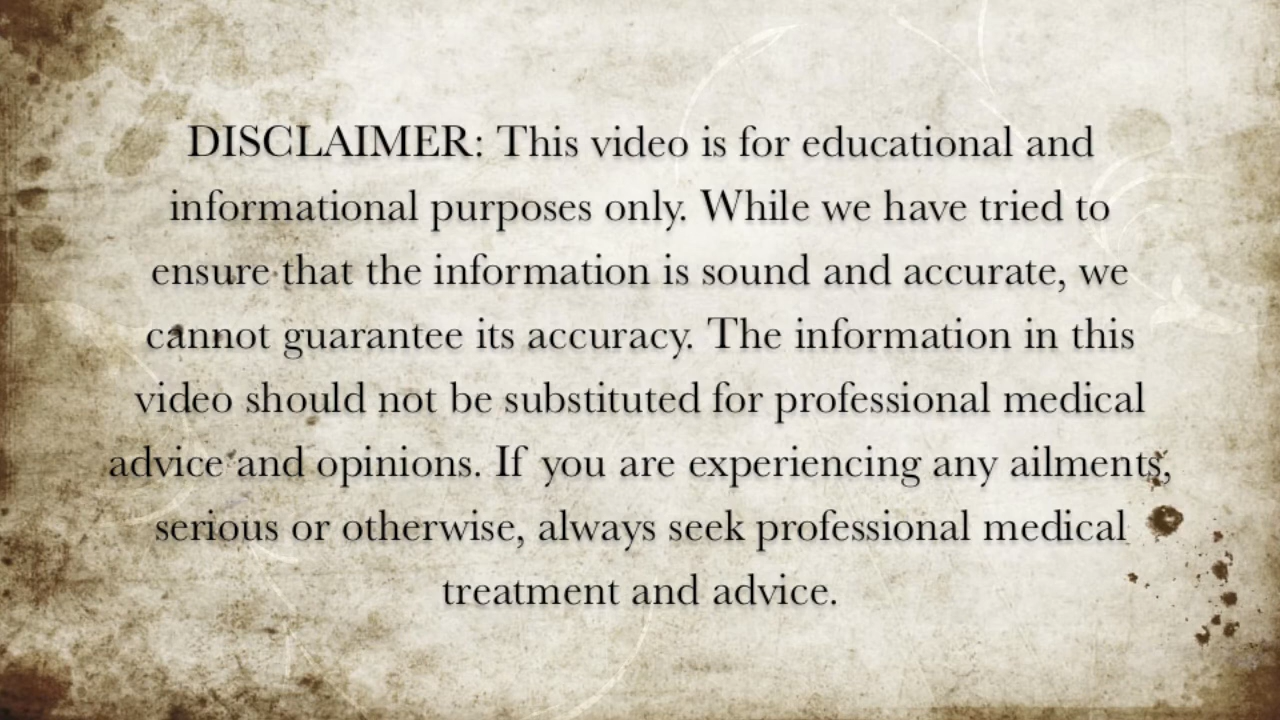 DISCLAIMER: This video is for educational and
informational purposes only. While we have tried to
ensure that the information is sound and accurate, we
cannot guarantee its accuracy. The information in this
video should not be substituted for professional medical
advice and opinions. If you are experiencing any ailments,
serious or otherwise, always seek professional medical
treatment and advice.